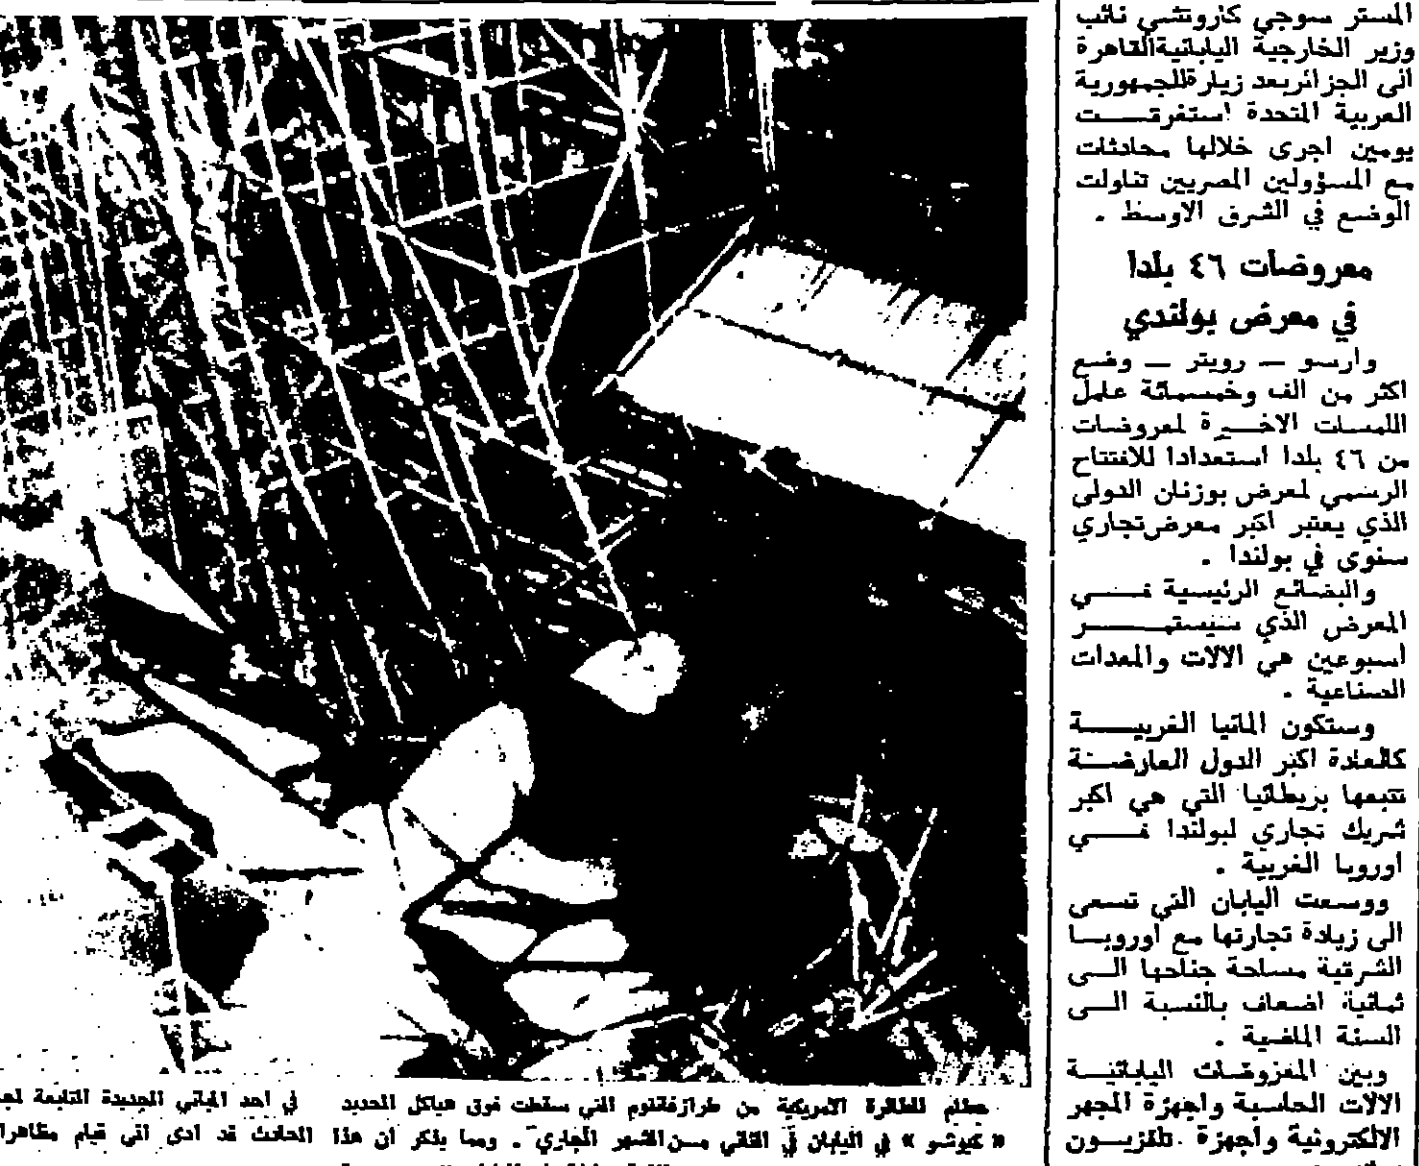 المستر سوجي كازوتشي نائب
وزير الخارجية اليابانية القاهرة
الى الجزائر بعد زيارة للجمهورية
العربية المتحدة استغرقت
يومين اجرى خلالها محادثات
مع المسؤولين المصريين تناولت
الوضع في الشرق الاوسط .
معروضات ٤٦ بلدا
في معرض بولندي
وارسو — رويتر — وضع
اكثر من الف وخمسمائة عامل
اللمسات الاخيرة لمعروضات
من ٤٦ بلدا استعدادا للافتتاح
الرسمي لمعرض بوزنان الدولى
الذي يعتبر اكبر معرض تجاري
سنوى في بولندا .
والبضائع الرئيسية في
المعرض الذي سيستمر
اسبوعين هي الالات والمعدات
الصناعية .
وستكون المانيا الغربية
كالعادة اكبر الدول العارضة
تتبعها بريطانيا التي هي اكبر
شريك تجاري لبولندا في
اوروبا الغربية .
ووسعت اليابان التي تسعى
الى زيادة تجارتها مع اوروبا
الشرقية مساحة جناحها الى
ثمانية اضعاف بالنسبة الى
السنة الماضية .
وبين المعروضات اليابانية
الالات الحاسبة واجهزة المجهر
الالكترونية واجهزة تلفزيون
حطام للطائرة الامريكية من طراز فانتوم التي سقطت فوق هياكل الحديد
« كيوشو » في اليابان في الثاني من الشهر الجاري . ومما يذكر ان هذا
في احد المباني الجديدة التابعة
الحادث قد ادى الى قيام